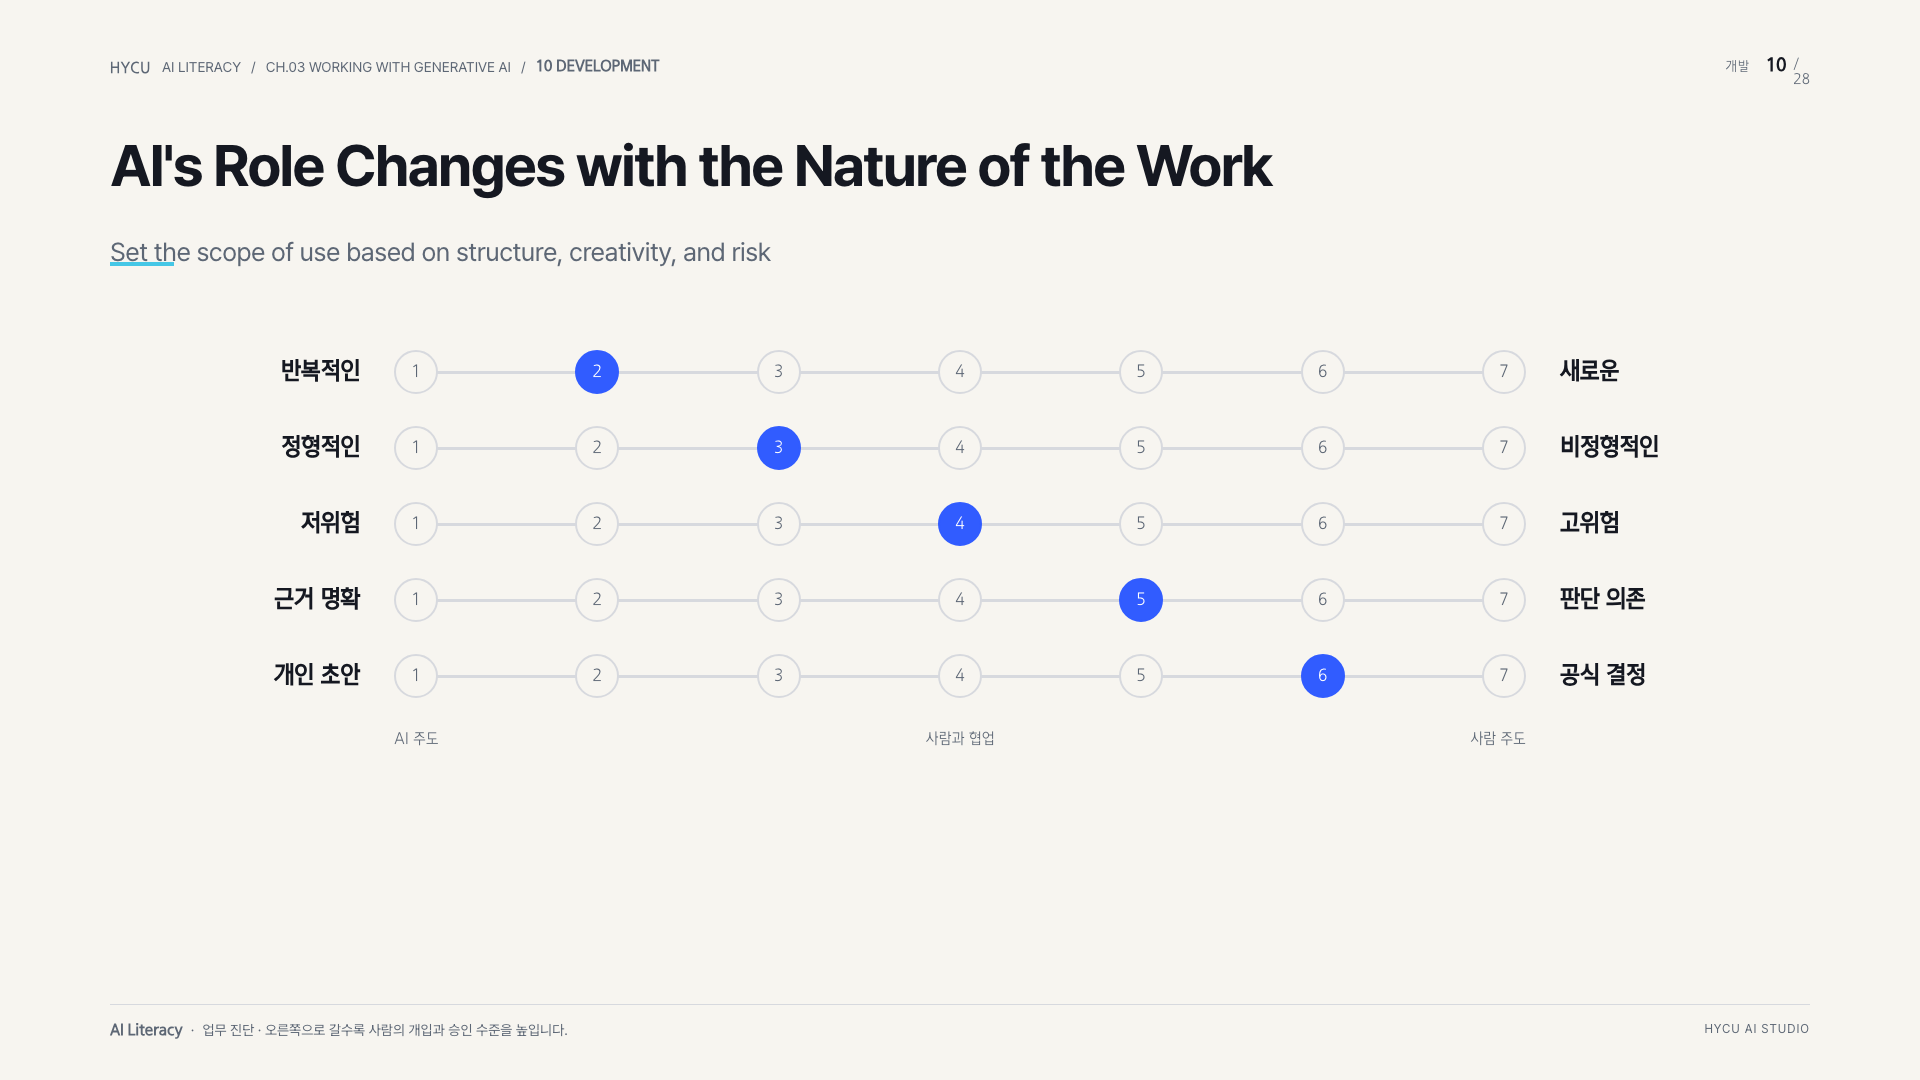 HYCU AI LITERACY / CH.03 WORKING WITH GENERATIVE AI / 10 DEVELOPMENT
개발 10 / 28
AI's Role Changes with the Nature of the Work
Set the scope of use based on structure, creativity, and risk
반복적인 1 2 3 4 5 6 7 새로운
정형적인 1 2 3 4 5 6 7 비정형적인
저위험 1 2 3 4 5 6 7 고위험
근거 명확 1 2 3 4 5 6 7 판단 의존
개인 초안 1 2 3 4 5 6 7 공식 결정
AI 주도 사람과 협업 사람 주도
AI Literacy · 업무 진단 · 오른쪽으로 갈수록 사람의 개입과 승인 수준을 높입니다.
HYCU AI STUDIO